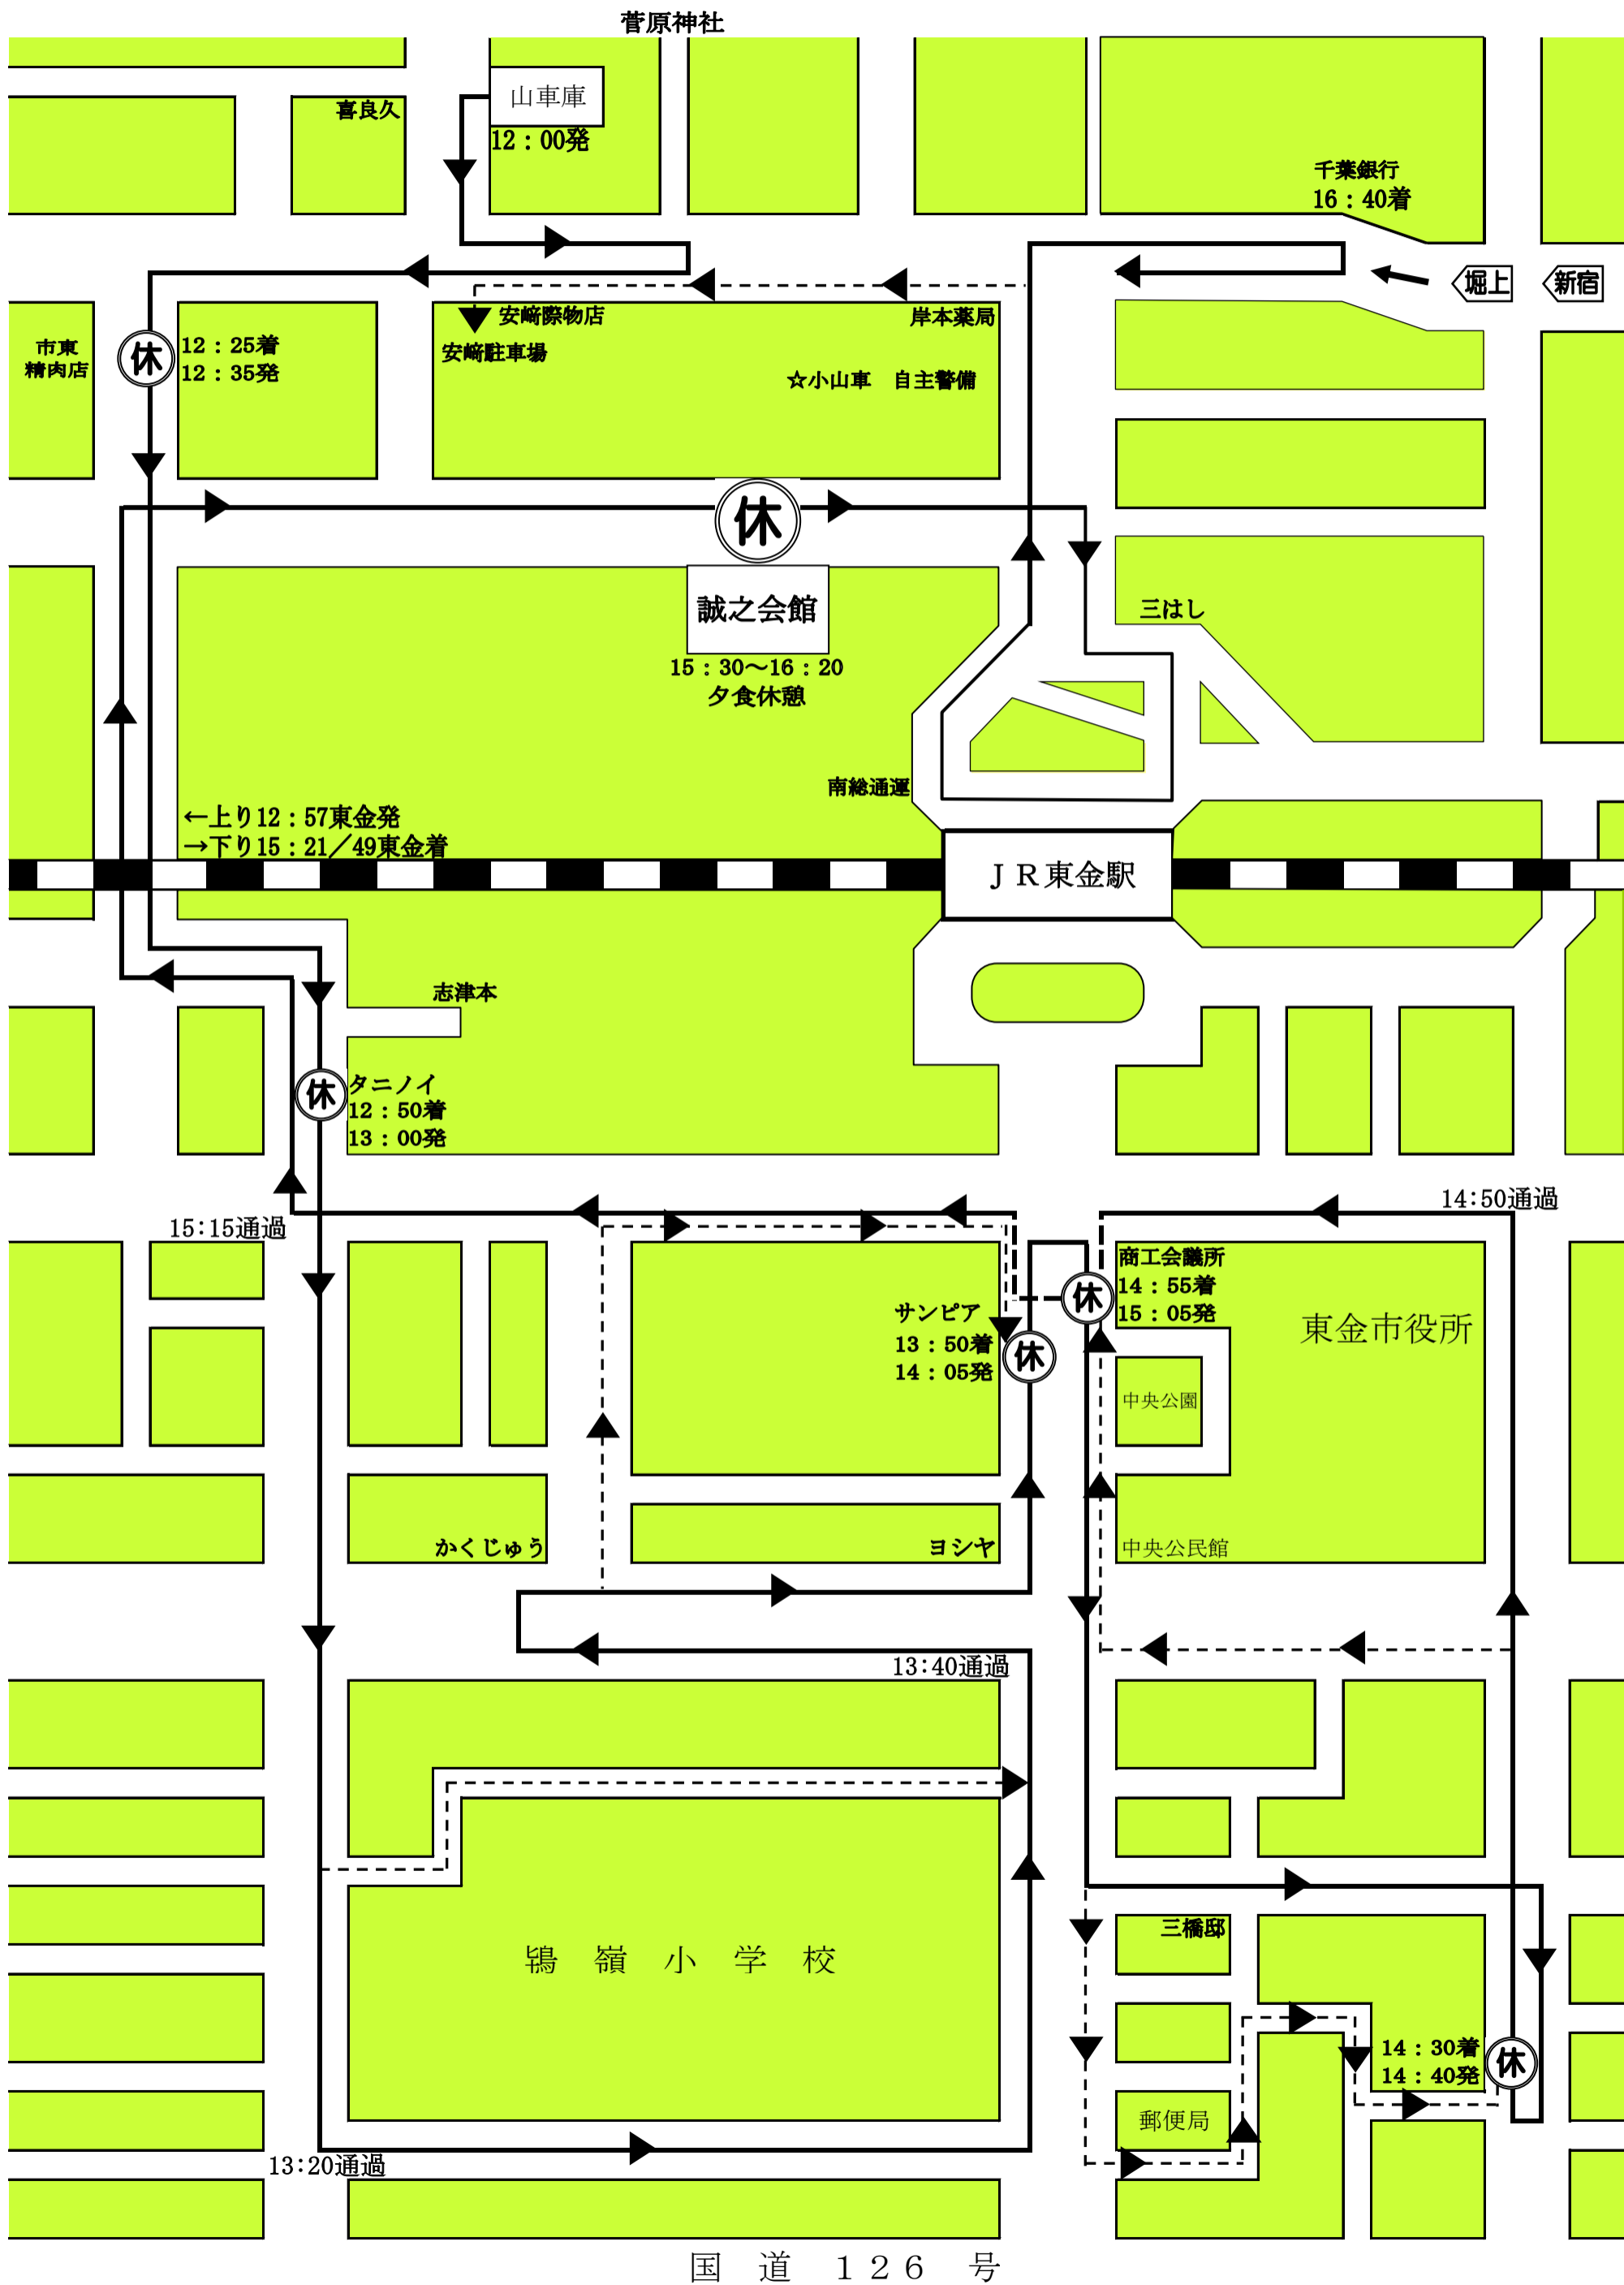 菅原神社
山車庫
12：00発
喜良久
千葉銀行
16：40着
堀上
新宿
市東
精肉店
休
12：25着
12：35発
安﨑際物店
安﨑駐車場
岸本薬局
☆小山車　自主警備
休
誠之会館
15：30～16：20
夕食休憩
三はし
南総通運
←上り12：57東金発
→下り15：21／49東金着
ＪＲ東金駅
志津本
休
タニノイ
12：50着
13：00発
15:15通過
14:50通過
サンピア
13：50着
14：05発
休
休
商工会議所
14：55着
15：05発
東金市役所
中央公園
かくじゅう
ヨシヤ
中央公民館
13:40通過
鴇　嶺　小　学　校
三橋邸
14：30着
14：40発
休
郵便局
13:20通過
国　道　１２６　号